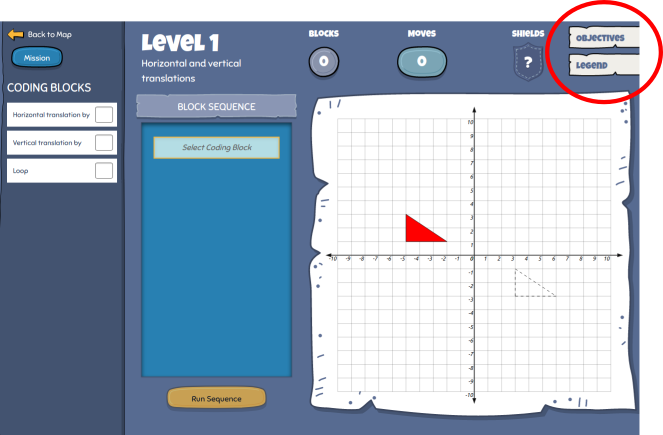 Back to Map
Mission
CODING BLOCKS
Horizontal translation by
Vertical translation by
Loop
LEVEL 1
Horizontal and vertical
translations
BLOCKS
0
MOVES
0
SHIELDS
?
OBJECTIVES
LEGEND
BLOCK SEQUENCE
Select Coding Block
Run Sequence
10
9
8
7
6
5
4
3
2
1
-10 -9 -8 -7 -6 -5 -4 -3 -2 -1 0 1 2 3 4 5 6 7 8 9 10
-1
-2
-3
-4
-5
-6
-7
-8
-9
-10